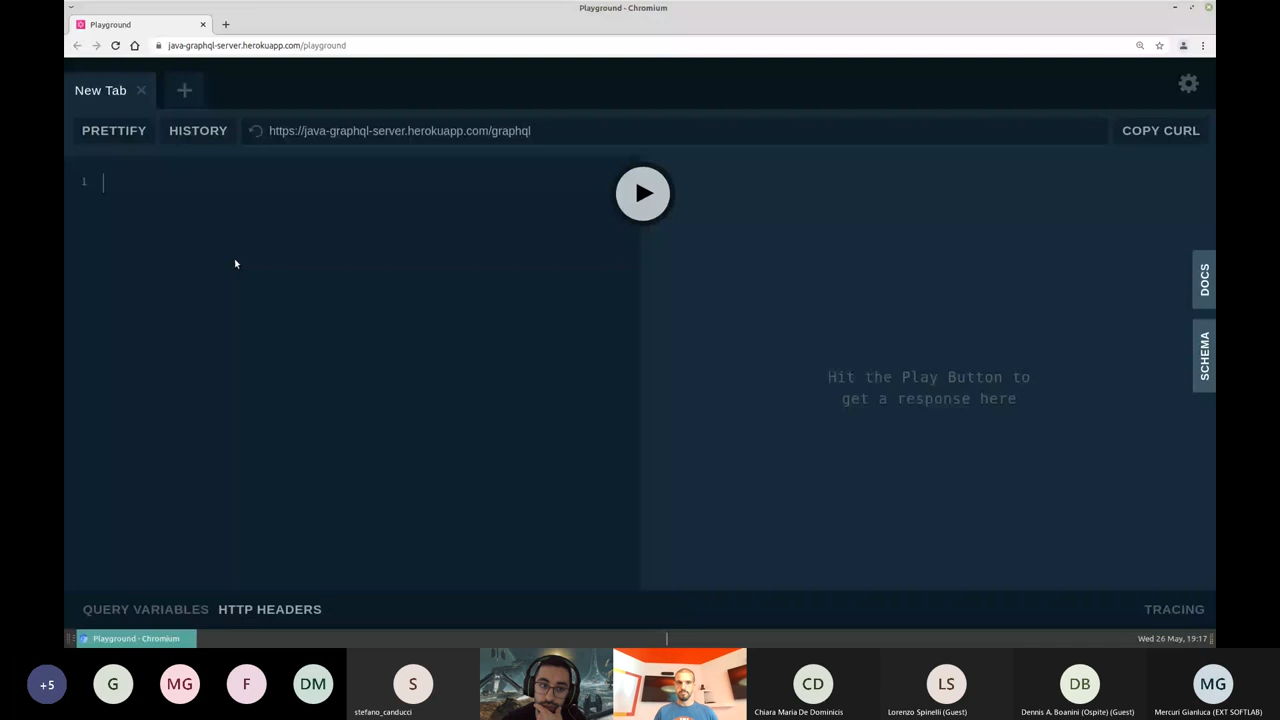 Playground - Chromium
Playground
java-graphql-server.herokuapp.com/playground
New Tab
PRETTIFY
HISTORY
https://java-graphql-server.herokuapp.com/graphql
COPY CURL
1
DOCS
SCHEMA
Hit the Play Button to
get a response here
QUERY VARIABLES
HTTP HEADERS
TRACING
Playground - Chromium
Wed 26 May, 19:17
+5
G
MG
F
DM
S
CD
LS
DB
MG
stefano_canducci
Chiara Maria De Dominicis
Lorenzo Spinelli (Guest)
Dennis A. Boanini (Ospite) (Guest)
Mercuri Gianluca (EXT SOFTLAB)